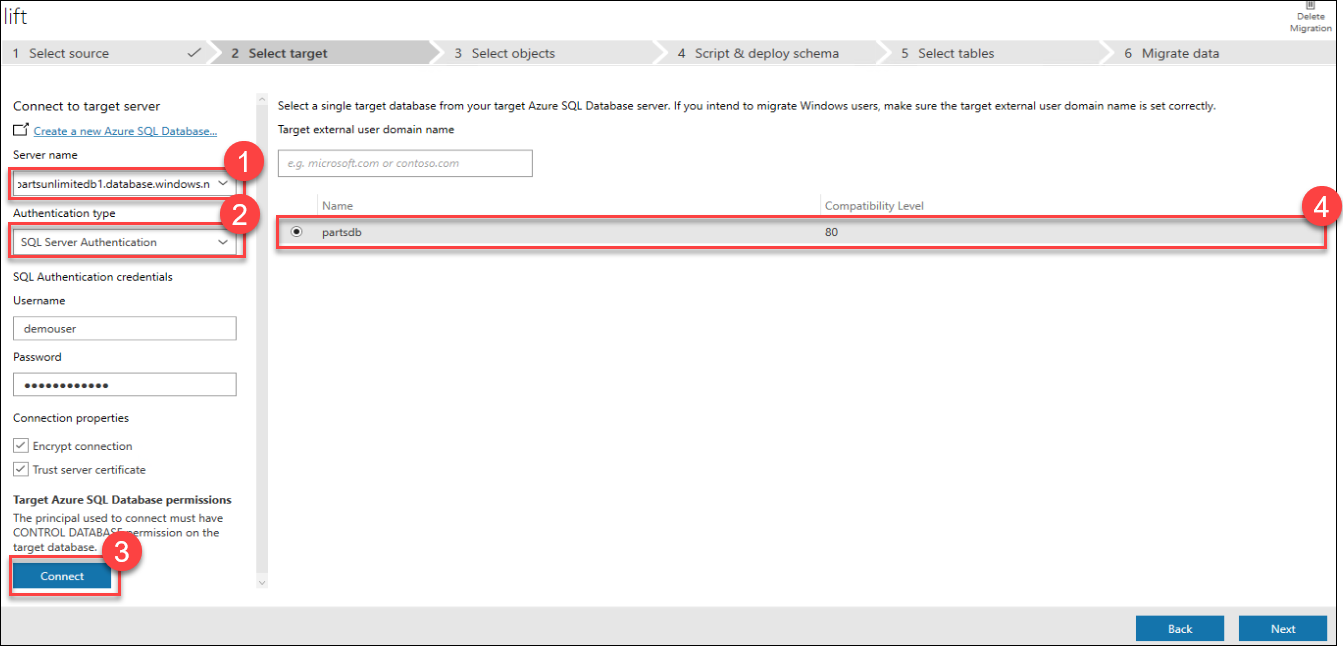 lift
Delete
Migration
1 Select source
2 Select target
3 Select objects
4 Script & deploy schema
5 Select tables
6 Migrate data
Connect to target server
Create a new Azure SQL Database...
Server name
1
partsunlimitedb1.database.windows.n
Authentication type
2
SQL Server Authentication
SQL Authentication credentials
Username
demouser
Password
••••••••••••
Connection properties
Encrypt connection
Trust server certificate
Target Azure SQL Database permissions
The principal used to connect must have
CONTROL DATABASE permission on the
target database.
3
Connect
Select a single target database from your target Azure SQL Database server. If you intend to migrate Windows users, make sure the target external user domain name is set correctly.
Target external user domain name
e.g. microsoft.com or contoso.com
Name Compatibility Level
4
partsdb 80
Back Next